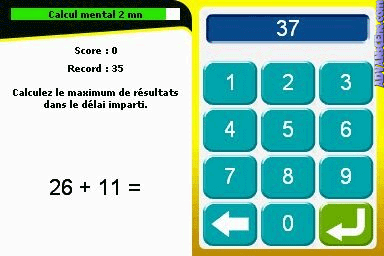 Calcul mental 2 mn
Score : 0
Record : 35
Calculez le maximum de résultats
dans le délai imparti.
26 + 11 =
37
1 2 3
4 5 6
7 8 9
0